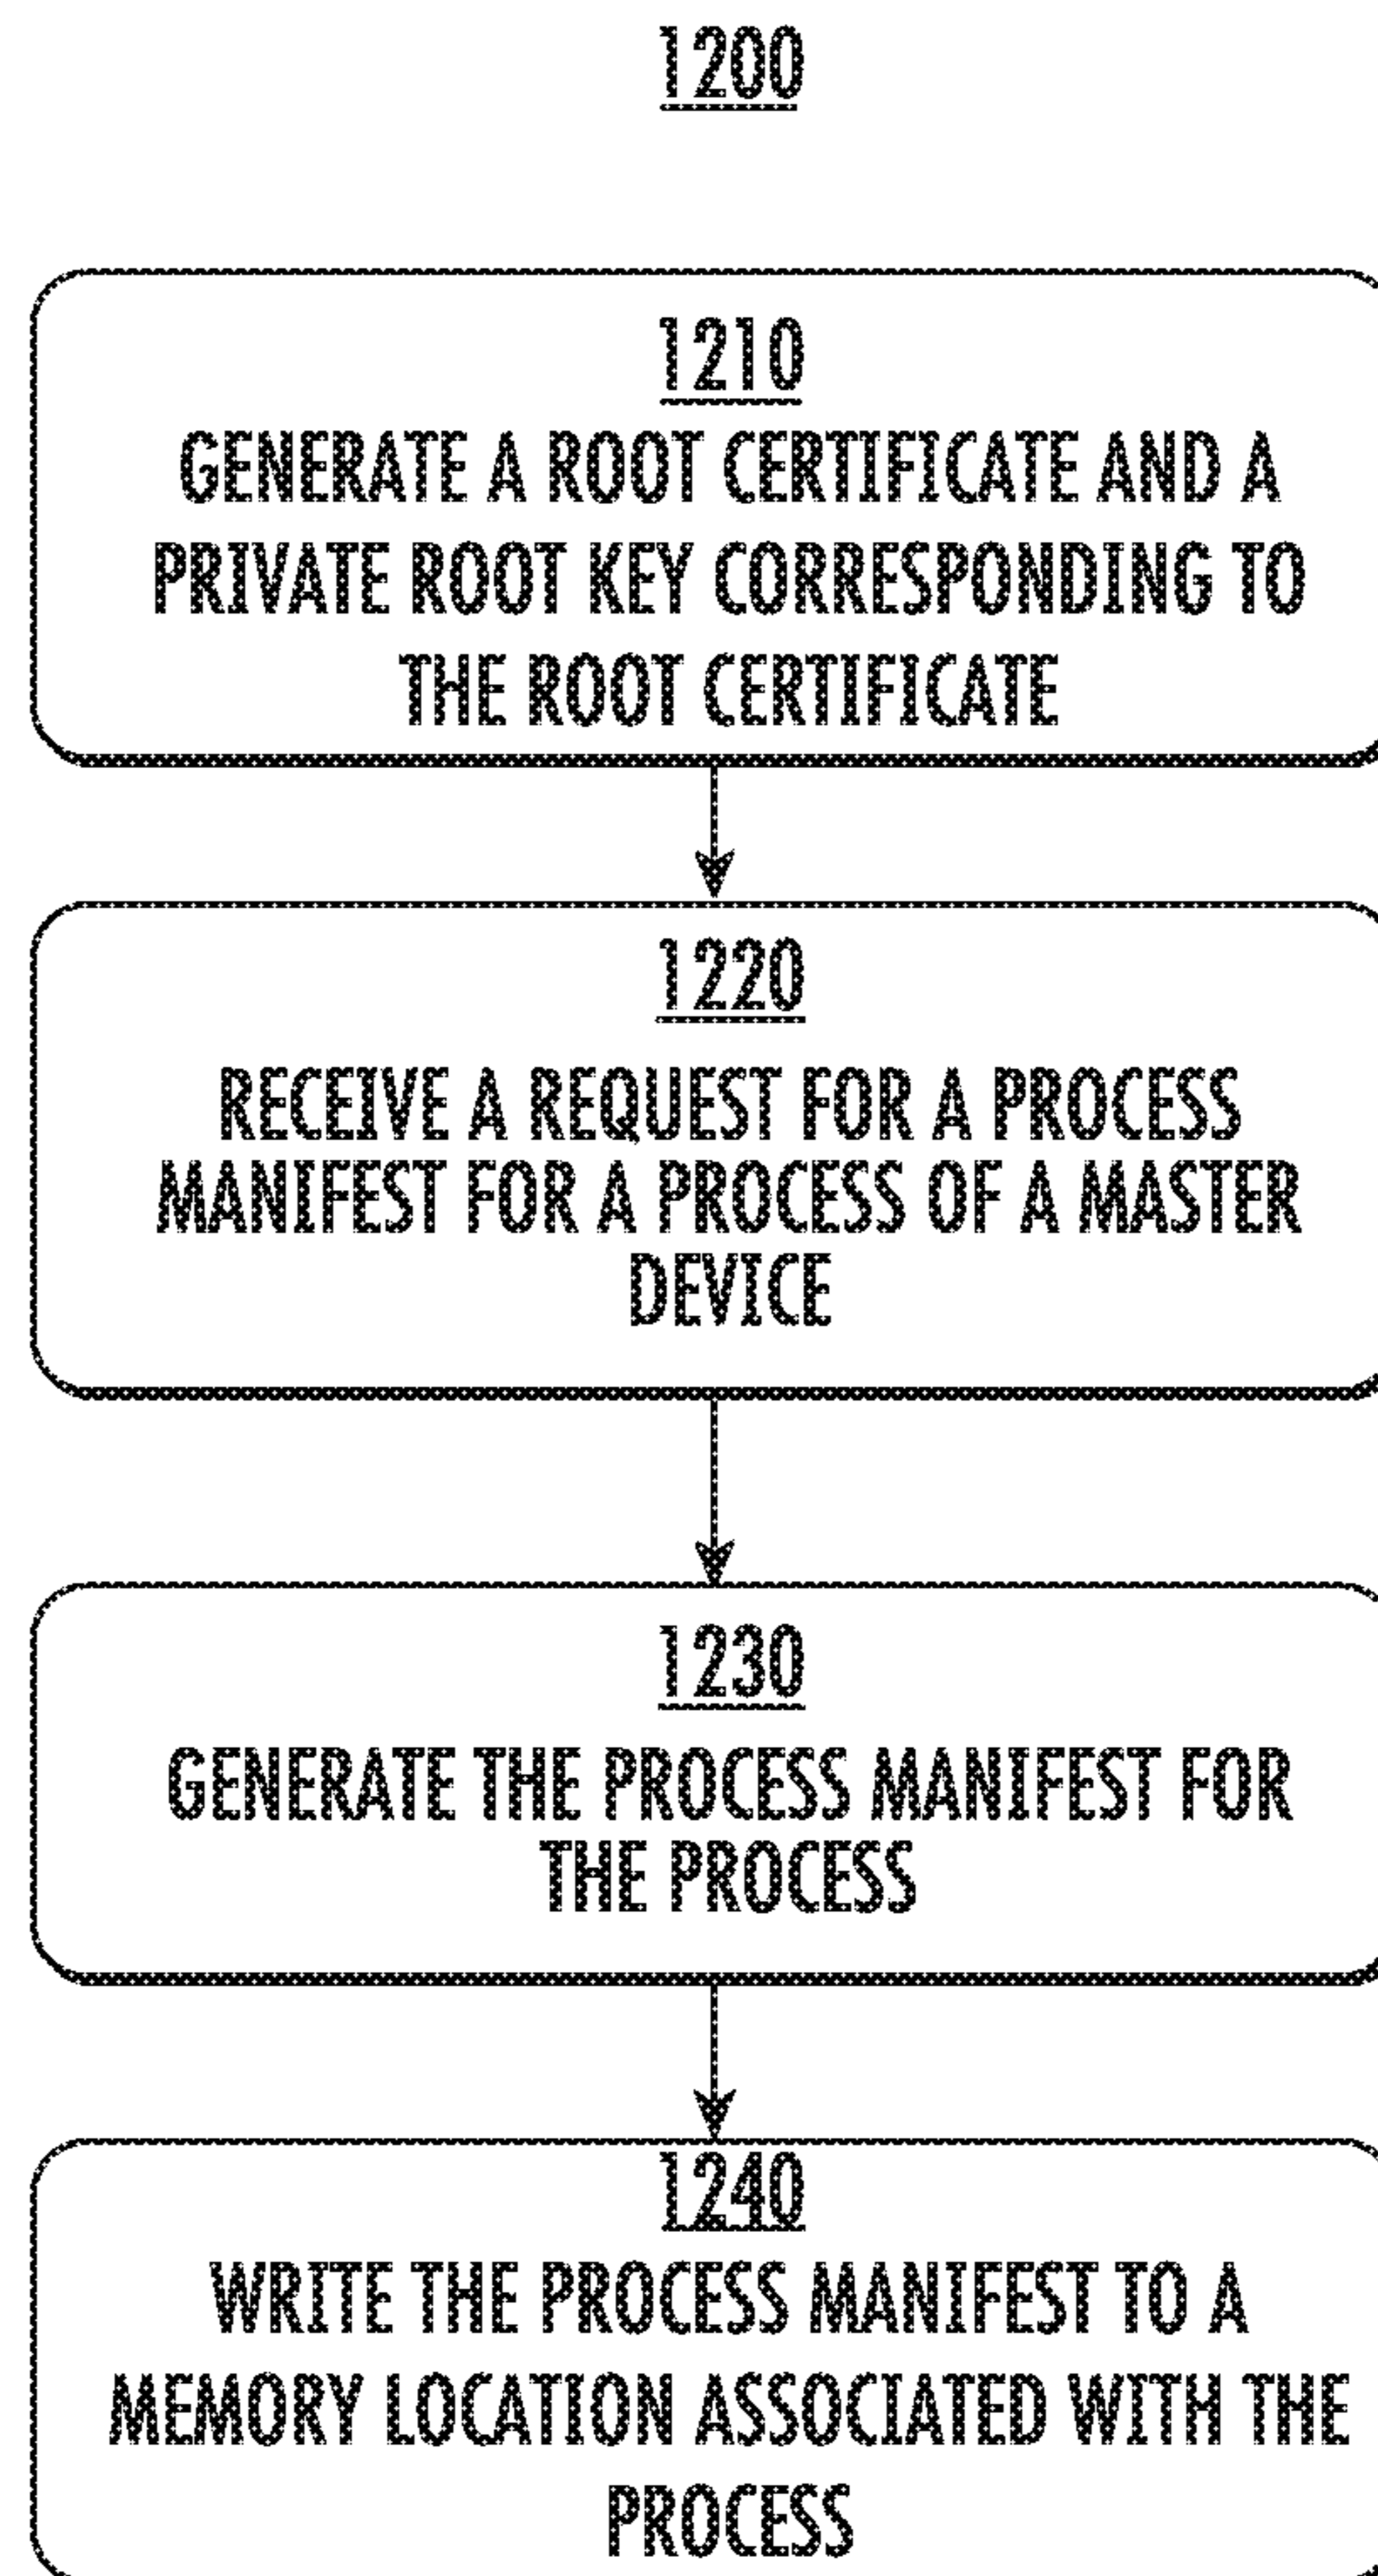 1200
1210
GENERATE A ROOT CERTIFICATE AND A
PRIVATE ROOT KEY CORRESPONDING TO
THE ROOT CERTIFICATE
1220
RECEIVE A REQUEST FOR A PROCESS
MANIFEST FOR A PROCESS OF A MASTER
DEVICE
1230
GENERATE THE PROCESS MANIFEST FOR
THE PROCESS
1240
WRITE THE PROCESS MANIFEST TO A
MEMORY LOCATION ASSOCIATED WITH THE
PROCESS